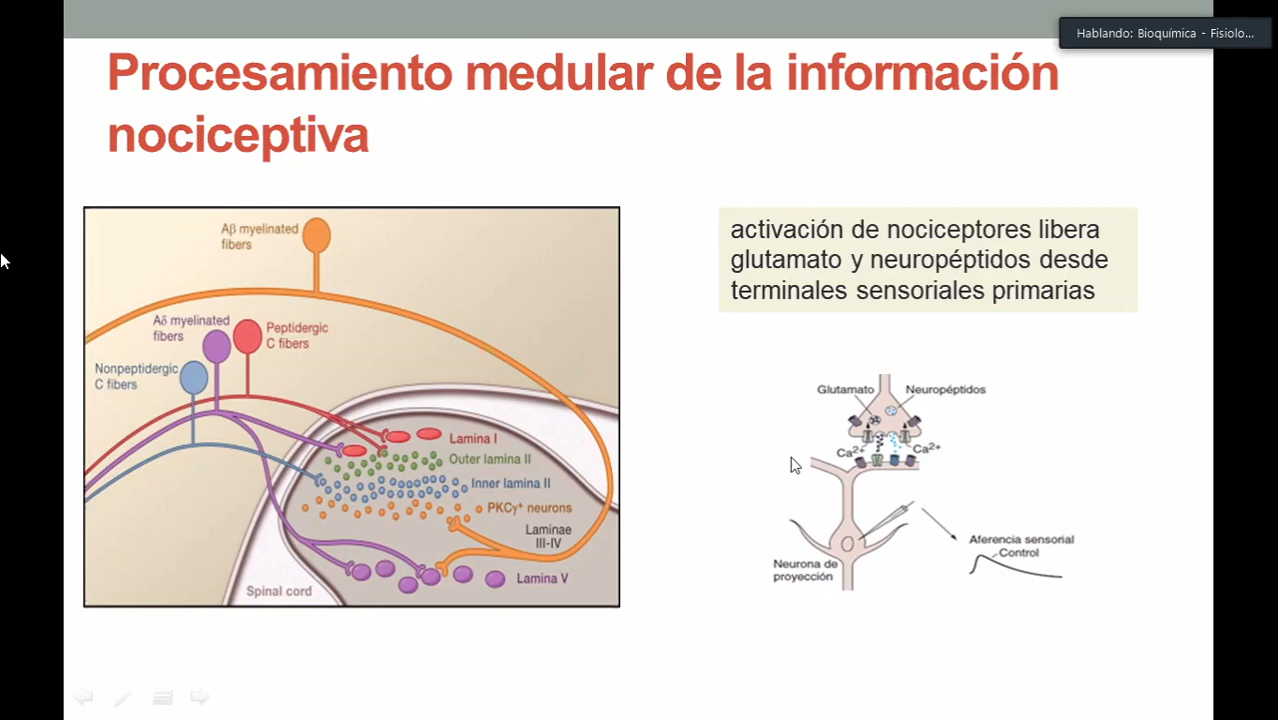 Hablando: Bioquímica - Fisiolo...
Procesamiento medular de la información
nociceptiva
Aβ myelinated
fibers
Aδ myelinated
fibers
Peptidergic
C fibers
Nonpeptidergic
C fibers
Lamina I
Outer lamina II
Inner lamina II
PKCγ+ neurons
Laminae
III-IV
Lamina V
Spinal cord
activación de nociceptores libera
glutamato y neuropéptidos desde
terminales sensoriales primarias
Glutamato
Neuropéptidos
Ca2+
Ca2+
Neurona de
proyección
Aferencia sensorial
Control